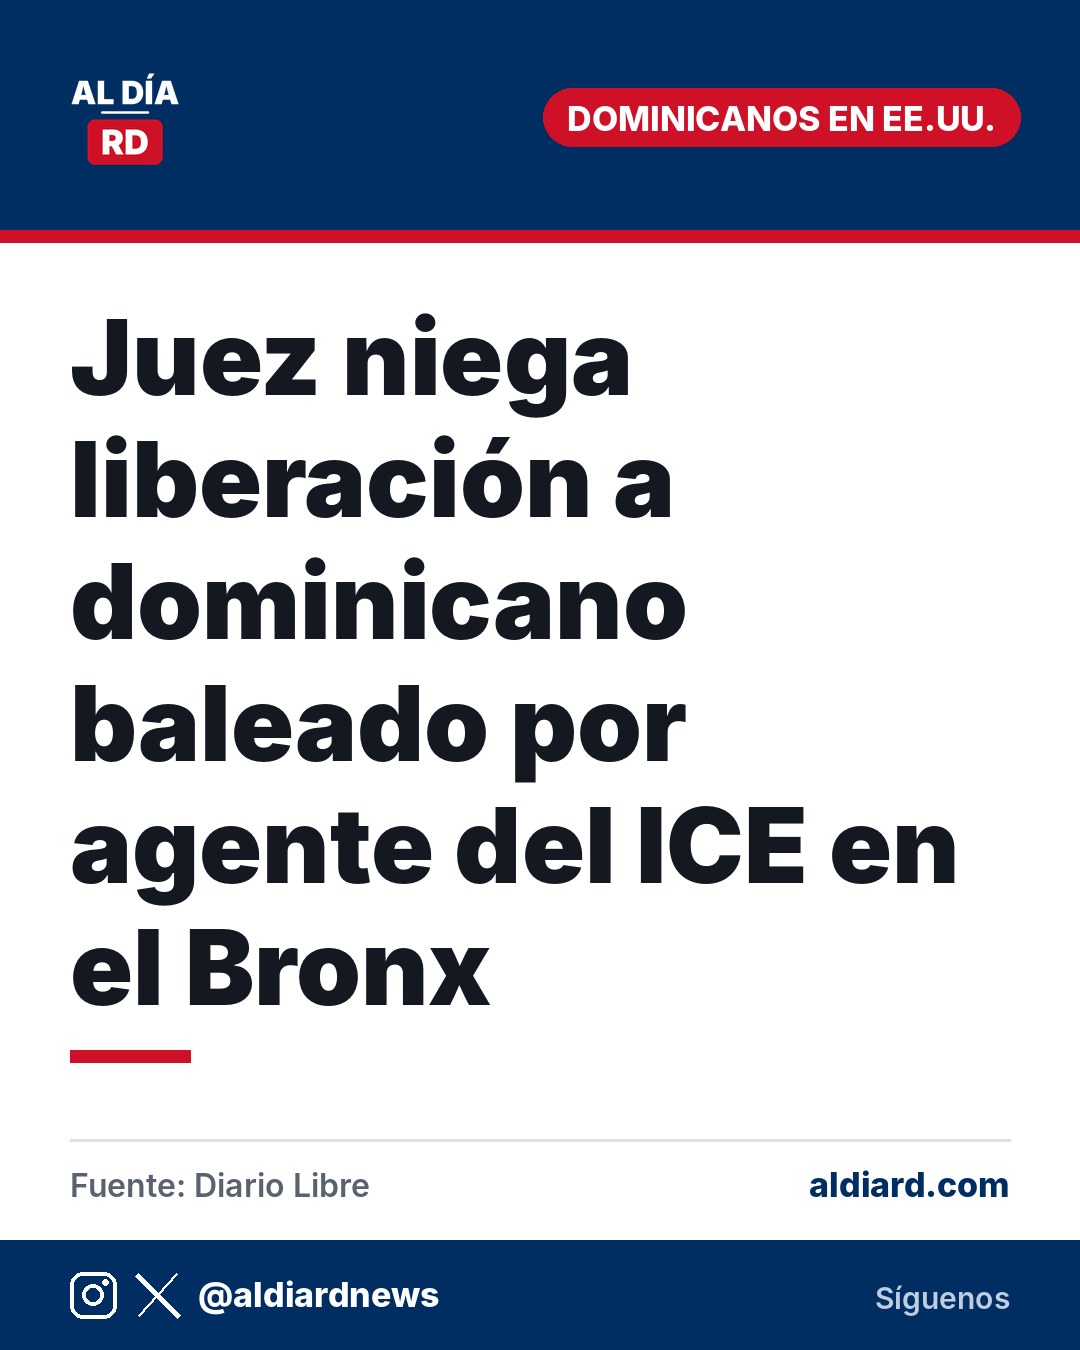 AL DÍA
RD
DOMINICANOS EN EE.UU.
Juez niega
liberación a
dominicano
baleado por
agente del ICE en
el Bronx
Fuente: Diario Libre
aldiard.com
@aldiardnews
Síguenos